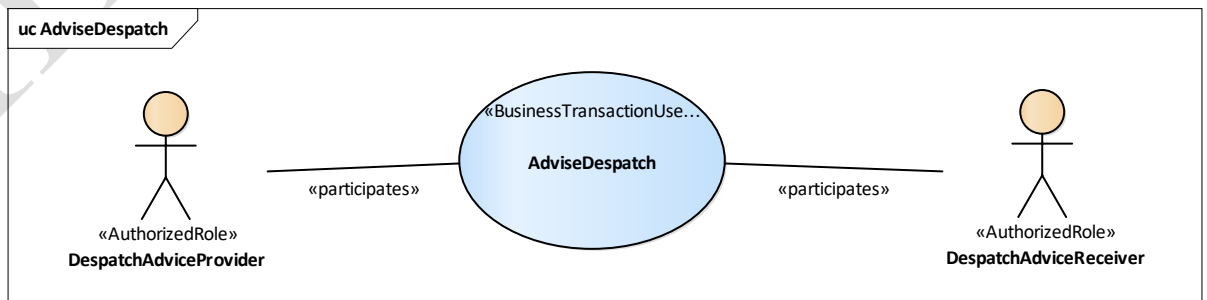 uc AdviseDespatch
«BusinessTransactionUse…
AdviseDespatch
«participates»
«participates»
«AuthorizedRole»
DespatchAdviceProvider
«AuthorizedRole»
DespatchAdviceReceiver